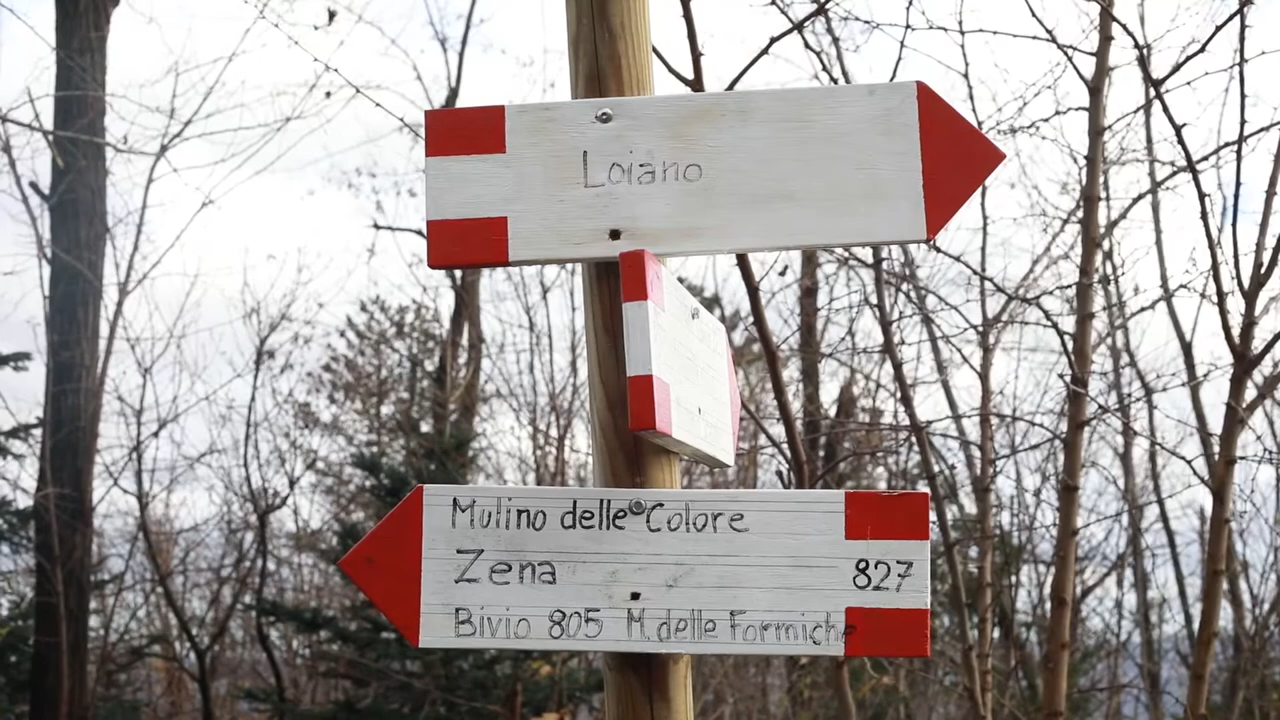 Loiano
Mulino delle Colore
Zena
827
Bivio 805 M. delle Formiche